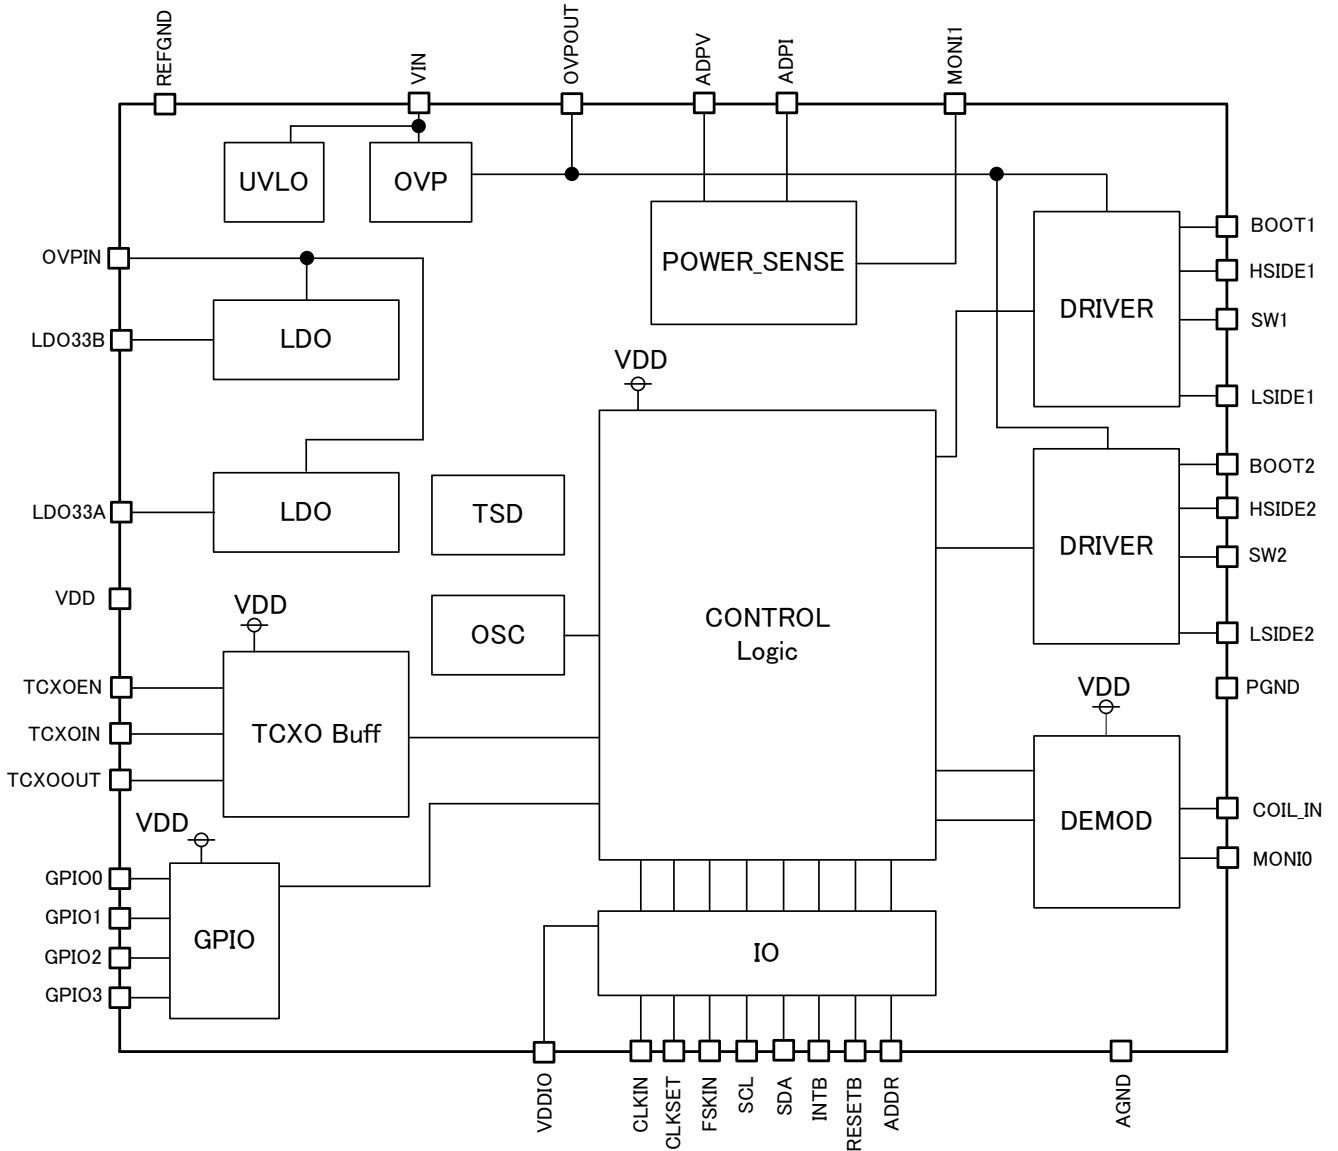 REFGND
VIN
OVPOUT
ADPV
ADPI
MONI1
UVLO
OVP
POWER_SENSE
OVPIN
LDO
LDO33B
LDO
LDO33A
VDD
BOOT1
HSIDE1
DRIVER
SW1
LSIDE1
BOOT2
HSIDE2
DRIVER
SW2
LSIDE2
PGND
VDD
TSD
OSC
CONTROL
Logic
VDD
TCXOEN
TCXOIN
TCXO Buff
TCXOOUT
VDD
DEMOD
COIL_IN
MONI0
VDD
GPIO0
GPIO1
GPIO
GPIO2
GPIO3
IO
VDDIO
CLKIN
CLKSET
FSKIN
SCL
SDA
INTB
RESETB
ADDR
AGND